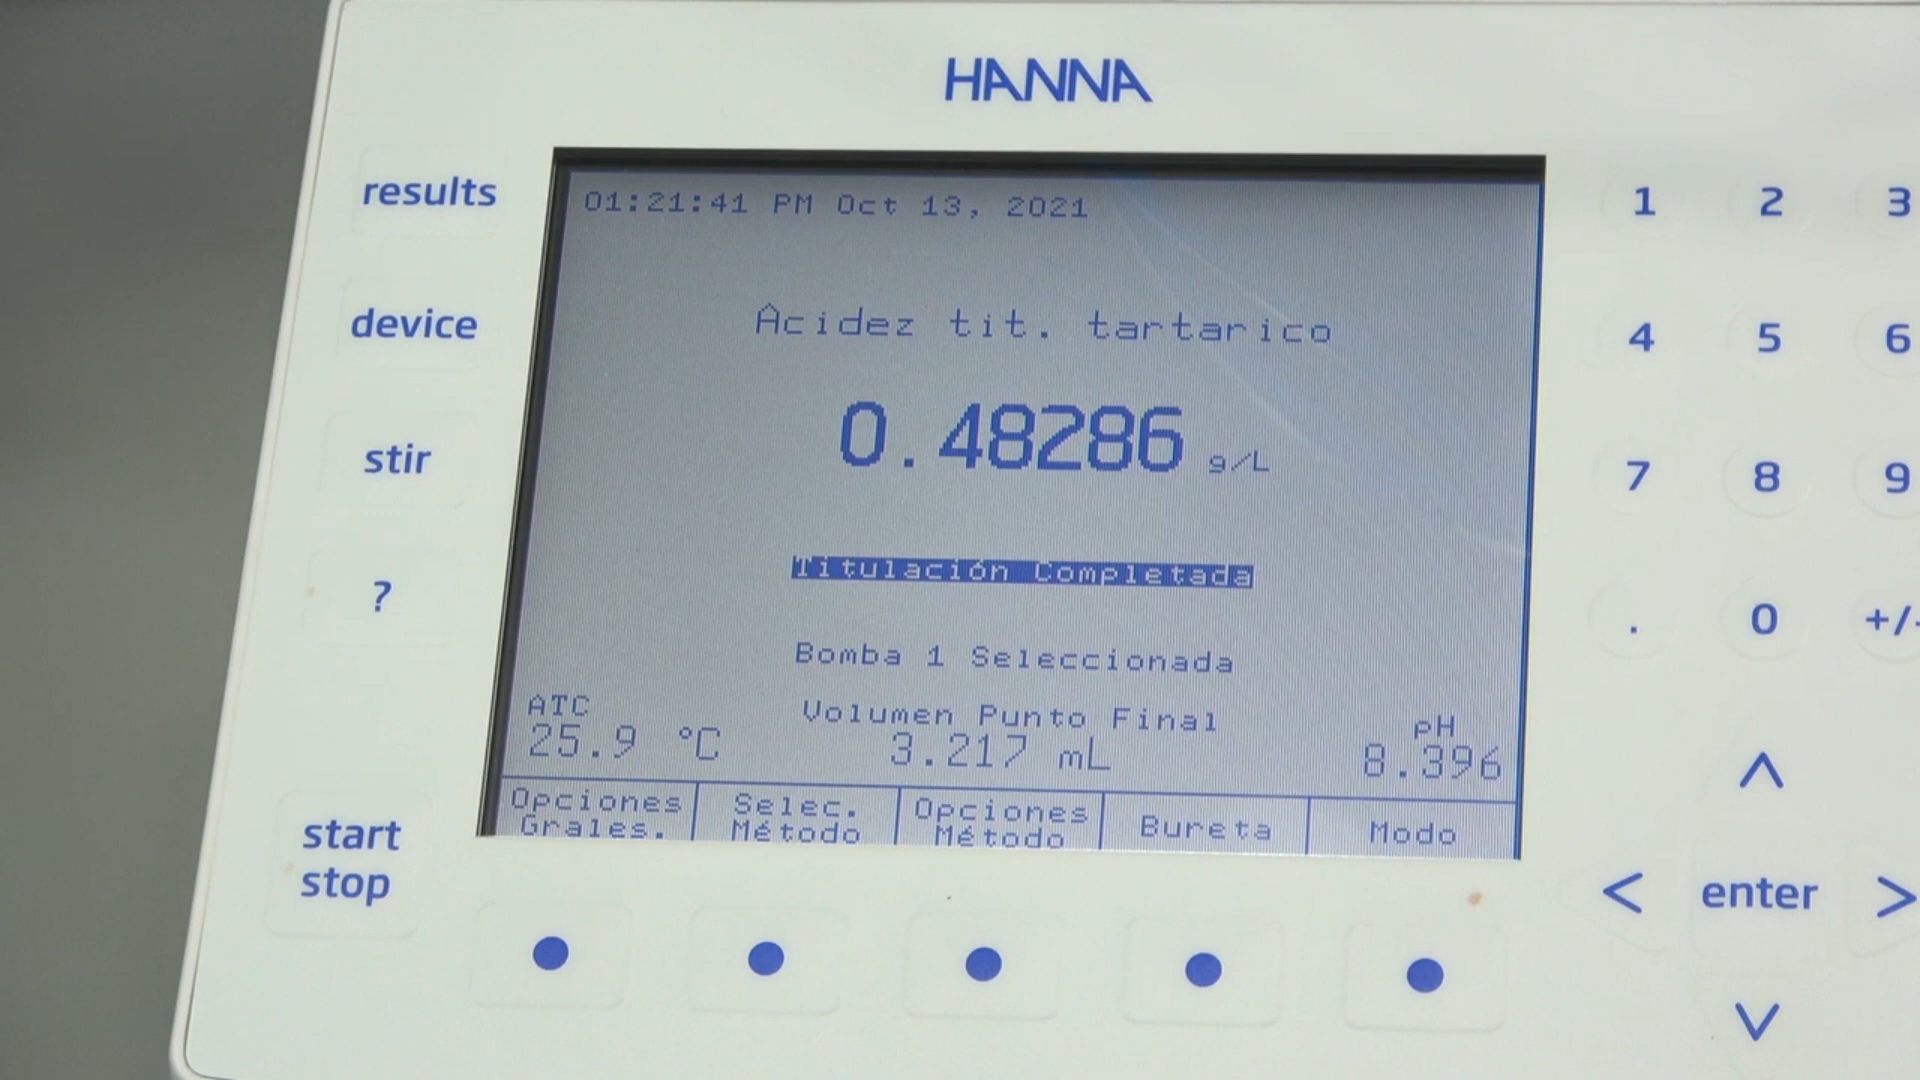 HANNA
results
device
stir
?
start
stop
01:21:41 PM Oct 13, 2021
Âcidez tit. tartarico
0.48286 g/L
Titulación Completada
Bomba 1 Seleccionada
ATC
25.9 °C
Volumen Punto Final
3.217 mL
pH
8.396
Opciones
Grales.
Selec.
Método
Opciones
Método
Bureta
Modo
1 2 3
4 5 6
7 8 9
. 0 +/-
enter